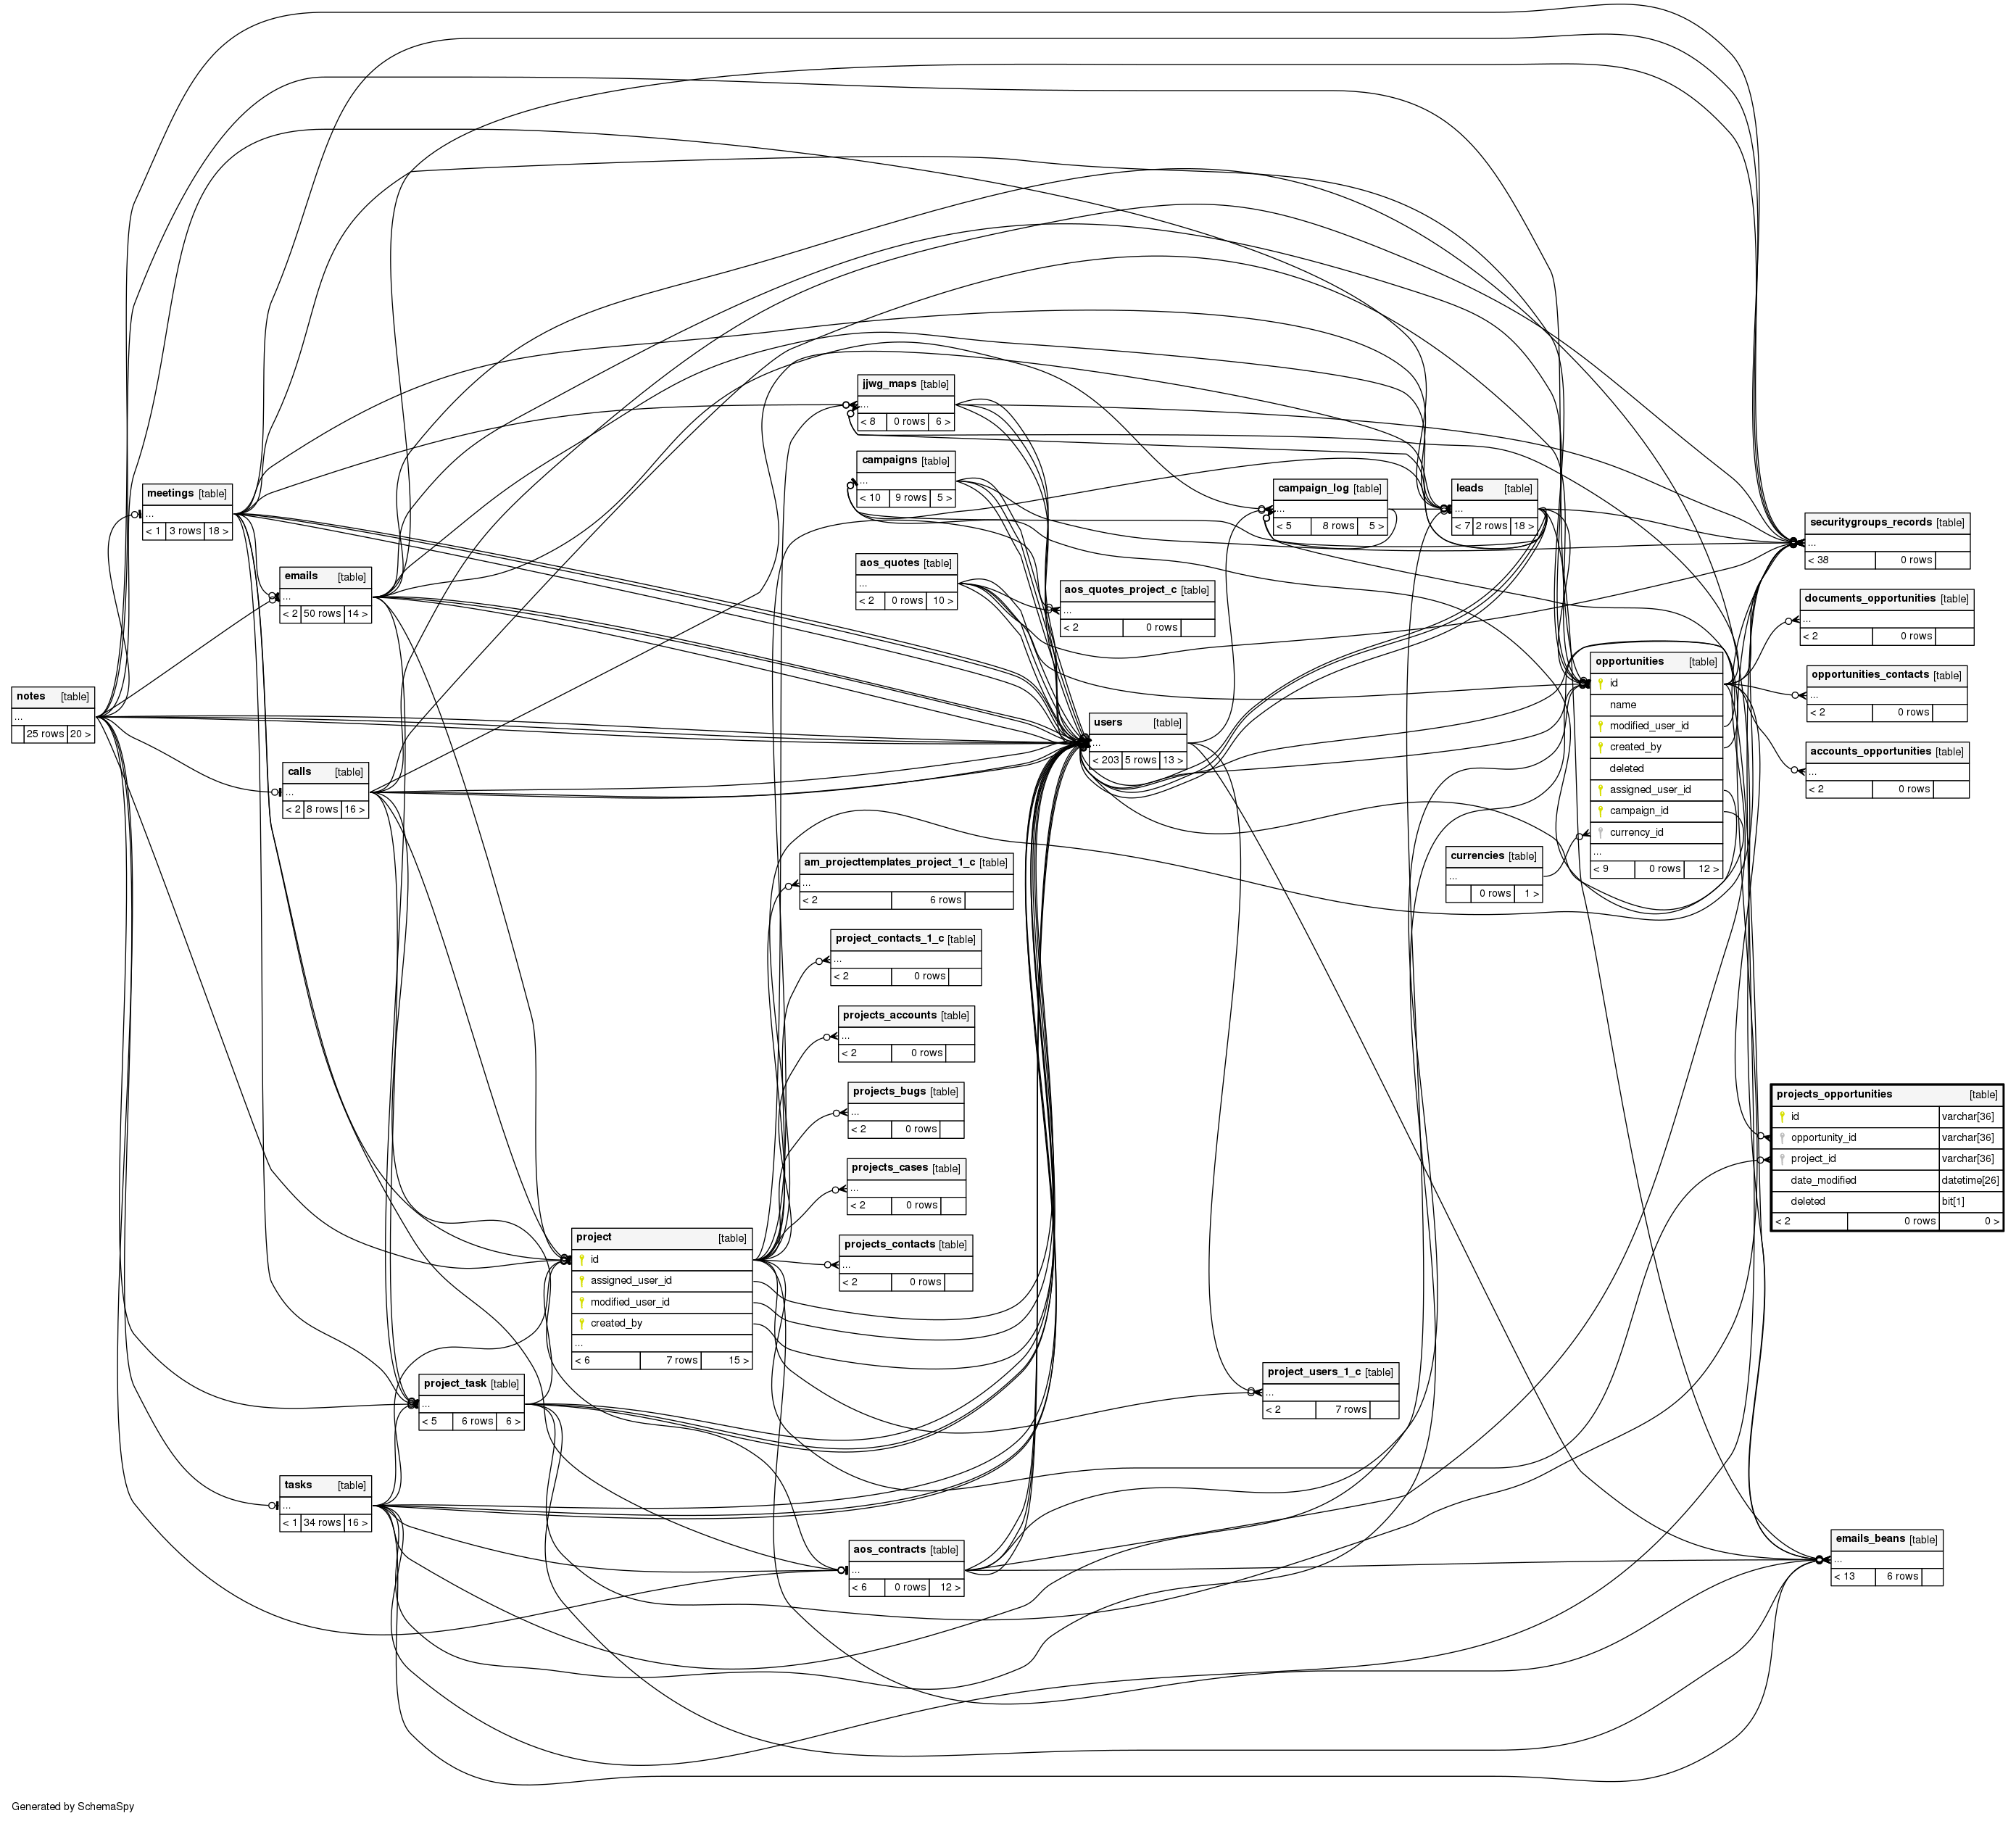 jjwg_maps [table]
...
< 8 0 rows 6 >
campaigns [table]
...
< 10 9 rows 5 >
meetings [table]
...
< 1 3 rows 18 >
campaign_log [table]
...
< 5 8 rows 5 >
leads [table]
...
< 7 2 rows 18 >
securitygroups_records [table]
...
< 38 0 rows
emails [table]
...
< 2 50 rows 14 >
aos_quotes [table]
...
< 2 0 rows 10 >
aos_quotes_project_c [table]
...
< 2 0 rows
documents_opportunities [table]
...
< 2 0 rows
opportunities [table]
id
name
modified_user_id
created_by
deleted
assigned_user_id
campaign_id
currency_id
...
< 9 0 rows 12 >
opportunities_contacts [table]
...
< 2 0 rows
notes [table]
...
25 rows 20 >
users [table]
...
< 203 5 rows 13 >
accounts_opportunities [table]
...
< 2 0 rows
calls [table]
...
< 2 8 rows 16 >
currencies [table]
...
0 rows 1 >
am_projecttemplates_project_1_c [table]
...
< 2 6 rows
project_contacts_1_c [table]
...
< 2 0 rows
projects_accounts [table]
...
< 2 0 rows
projects_bugs [table]
...
< 2 0 rows
projects_opportunities [table]
id varchar[36]
opportunity_id varchar[36]
project_id varchar[36]
date_modified datetime[26]
deleted bit[1]
< 2 0 rows 0 >
projects_cases [table]
...
< 2 0 rows
project [table]
id
assigned_user_id
modified_user_id
created_by
...
< 6 7 rows 15 >
projects_contacts [table]
...
< 2 0 rows
project_users_1_c [table]
...
< 2 7 rows
project_task [table]
...
< 5 6 rows 6 >
tasks [table]
...
< 1 34 rows 16 >
aos_contracts [table]
...
< 6 0 rows 12 >
emails_beans [table]
...
< 13 6 rows
Generated by SchemaSpy